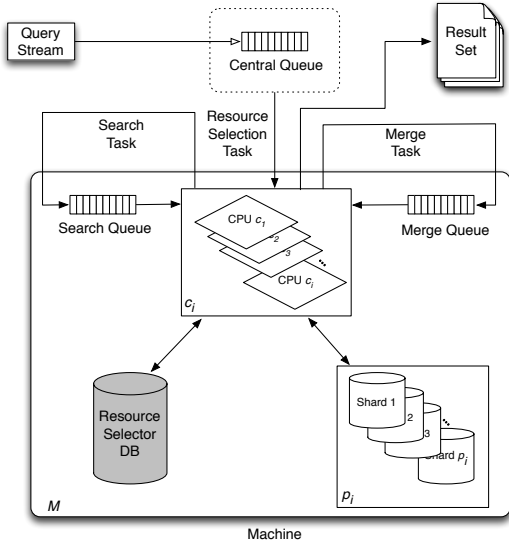 Query
Stream
Central Queue
Result
Set
Search
Task
Resource
Selection
Task
Merge
Task
Search Queue
Merge Queue
CPU c1
2
3
...
CPU ci
ci
Resource
Selector
DB
Shard 1
2
3
...
Shard pi
pi
M
Machine